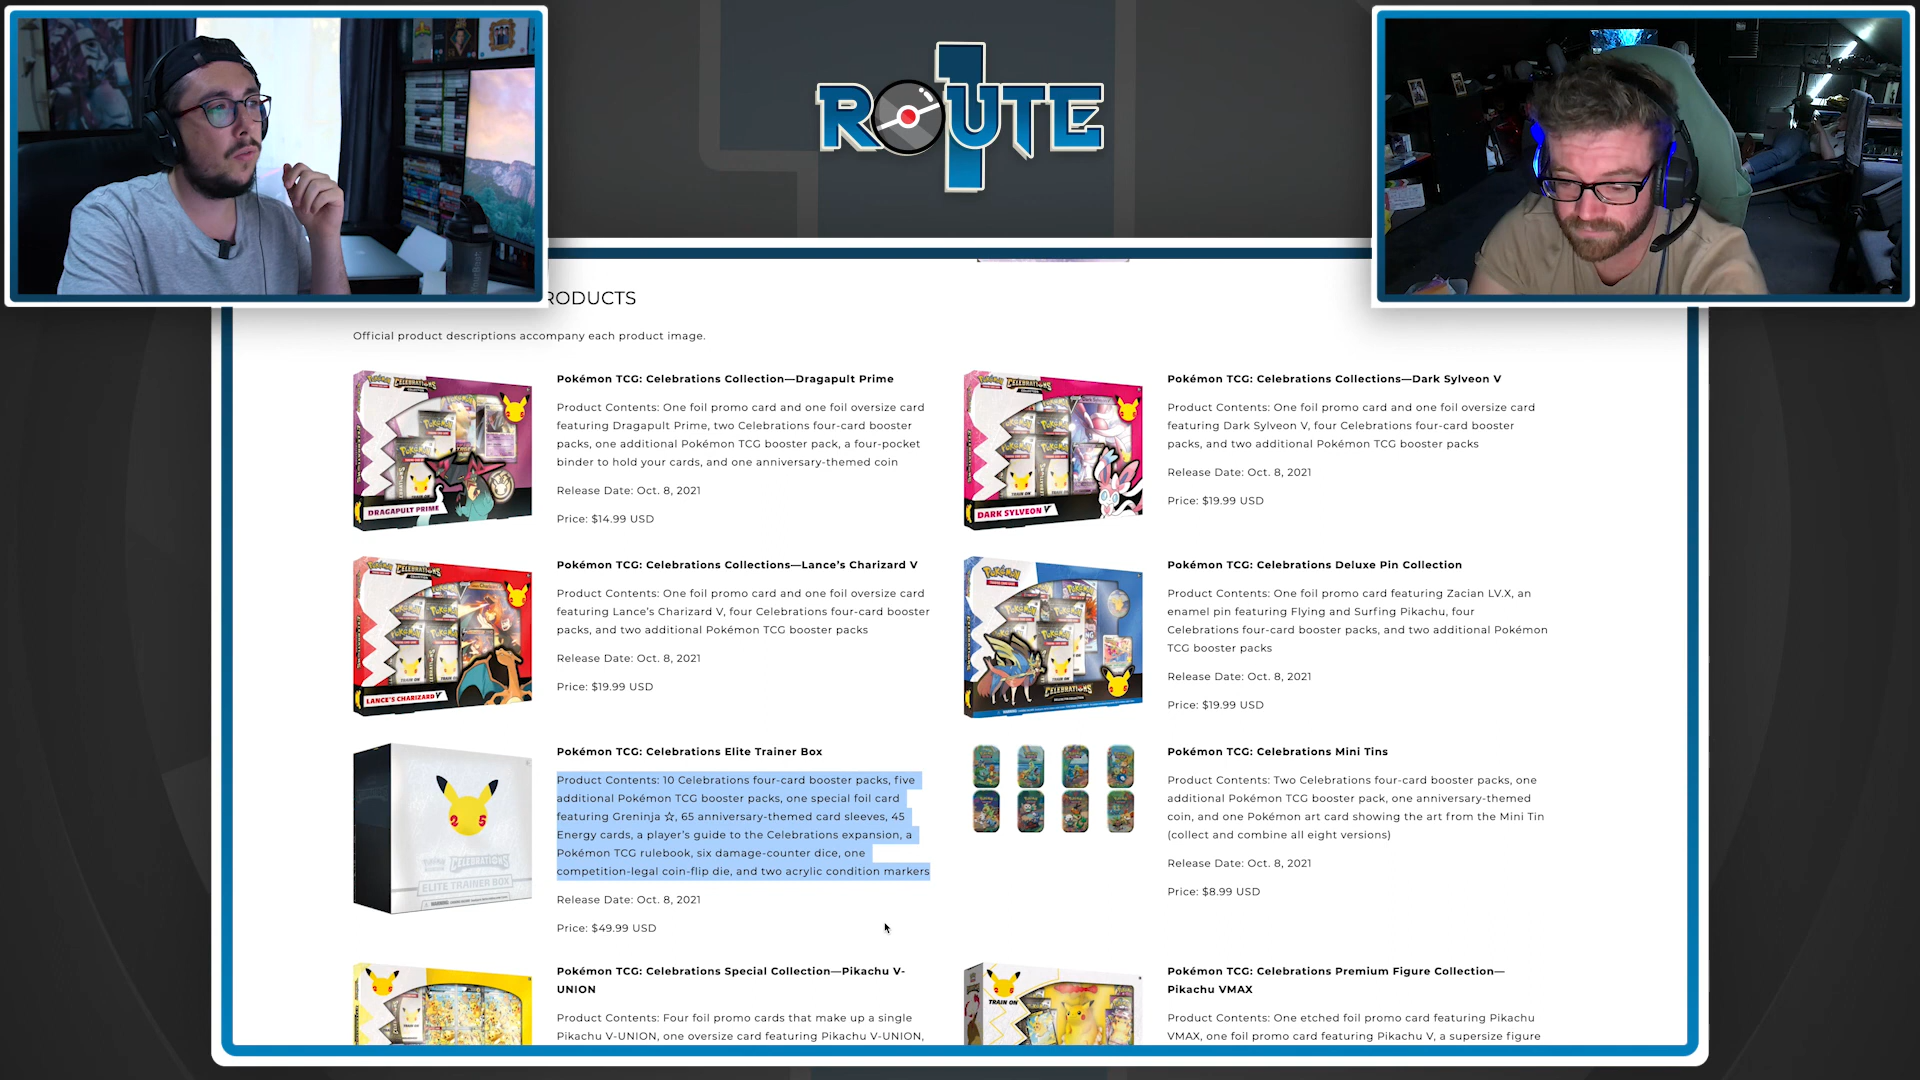 ROUTE
1
RODUCTS
Official product descriptions accompany each product image.
Pokémon TCG: Celebrations Collection—Dragapult Prime
Product Contents: One foil promo card and one foil oversize card
featuring Dragapult Prime, two Celebrations four-card booster
packs, one additional Pokémon TCG booster pack, a four-pocket
binder to hold your cards, and one anniversary-themed coin
Release Date: Oct. 8, 2021
Price: $14.99 USD
DRAGAPULT PRIME
Pokémon TCG: Celebrations Collections—Dark Sylveon V
Product Contents: One foil promo card and one foil oversize card
featuring Dark Sylveon V, four Celebrations four-card booster
packs, and two additional Pokémon TCG booster packs
Release Date: Oct. 8, 2021
Price: $19.99 USD
DARK SYLVEON V
Pokémon TCG: Celebrations Collections—Lance’s Charizard V
Product Contents: One foil promo card and one foil oversize card
featuring Lance’s Charizard V, four Celebrations four-card booster
packs, and two additional Pokémon TCG booster packs
Release Date: Oct. 8, 2021
Price: $19.99 USD
LANCE'S CHARIZARD V
Pokémon TCG: Celebrations Deluxe Pin Collection
Product Contents: One foil promo card featuring Zacian LV.X, an
enamel pin featuring Flying and Surfing Pikachu, four
Celebrations four-card booster packs, and two additional Pokémon
TCG booster packs
Release Date: Oct. 8, 2021
Price: $19.99 USD
POKÉMON
CELEBRATIONS
Pokémon TCG: Celebrations Elite Trainer Box
Product Contents: 10 Celebrations four-card booster packs, five
additional Pokémon TCG booster packs, one special foil card
featuring Greninja ☆, 65 anniversary-themed card sleeves, 45
Energy cards, a player’s guide to the Celebrations expansion, a
Pokémon TCG rulebook, six damage-counter dice, one
competition-legal coin-flip die, and two acrylic condition markers
Release Date: Oct. 8, 2021
Price: $49.99 USD
2 5
CELEBRATIONS
ELITE TRAINER BOX
Pokémon TCG: Celebrations Mini Tins
Product Contents: Two Celebrations four-card booster packs, one
additional Pokémon TCG booster pack, one anniversary-themed
coin, and one Pokémon art card showing the art from the Mini Tin
(collect and combine all eight versions)
Release Date: Oct. 8, 2021
Price: $8.99 USD
Pokémon TCG: Celebrations Special Collection—Pikachu V-
UNION
Product Contents: Four foil promo cards that make up a single
Pikachu V-UNION, one oversize card featuring Pikachu V-UNION,
Pokémon TCG: Celebrations Premium Figure Collection—
Pikachu VMAX
Product Contents: One etched foil promo card featuring Pikachu
VMAX, one foil promo card featuring Pikachu V, a supersize figure
TRAIN ON